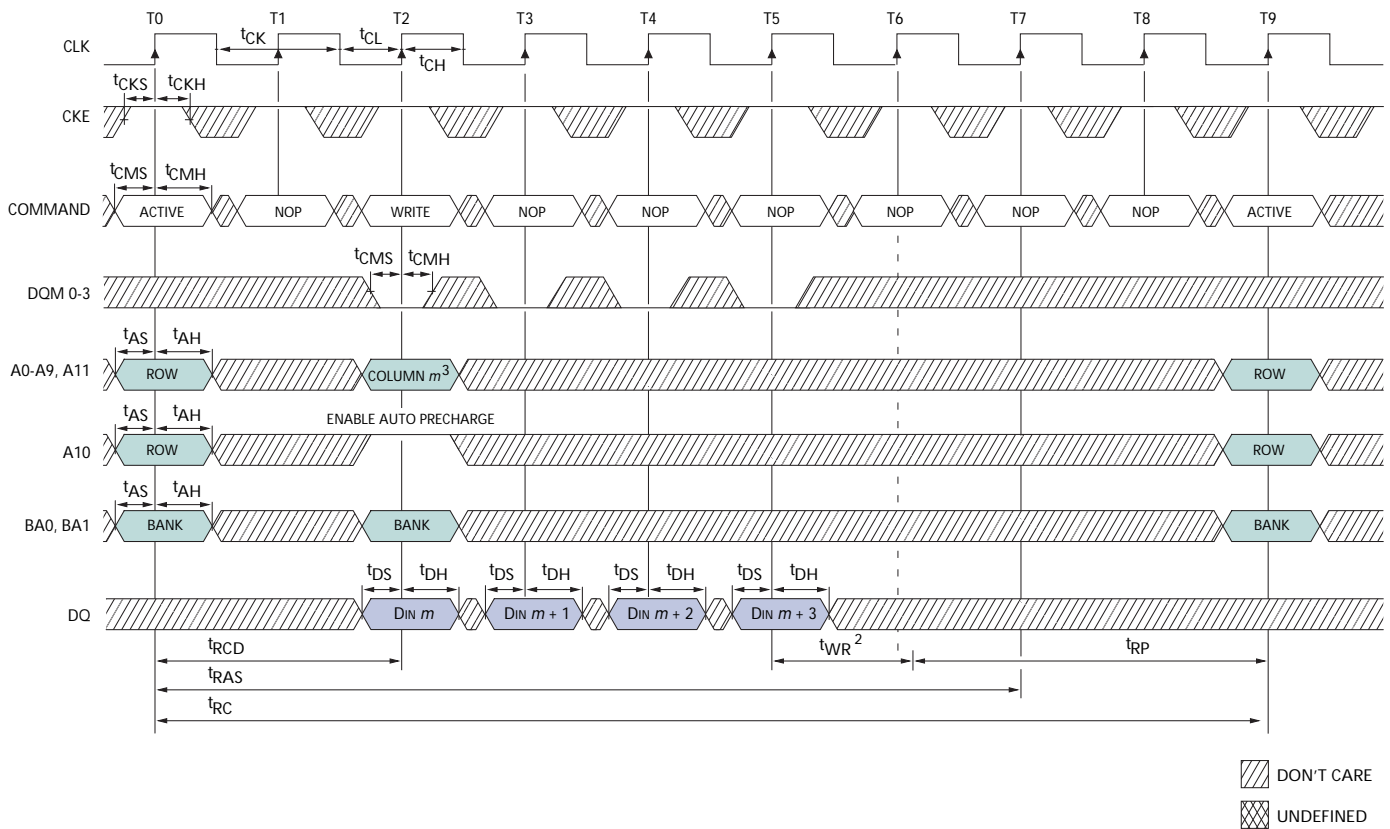 T0 T1 T2 T3 T4 T5 T6 T7 T8 T9
CLK
tCK tCL
tCH
tCKS tCKH
CKE
tCMS tCMH
COMMAND ACTIVE NOP WRITE NOP NOP NOP NOP NOP NOP ACTIVE
tCMS tCMH
DQM 0-3
tAS tAH
A0-A9, A11 ROW COLUMN m3 ROW
ENABLE AUTO PRECHARGE
tAS tAH
A10 ROW ROW
tAS tAH
BA0, BA1 BANK BANK BANK
tDS tDH tDS tDH tDS tDH tDS tDH
DQ DIN m DIN m + 1 DIN m + 2 DIN m + 3
tRCD tWR 2 tRP
tRAS
tRC
DON'T CARE
UNDEFINED